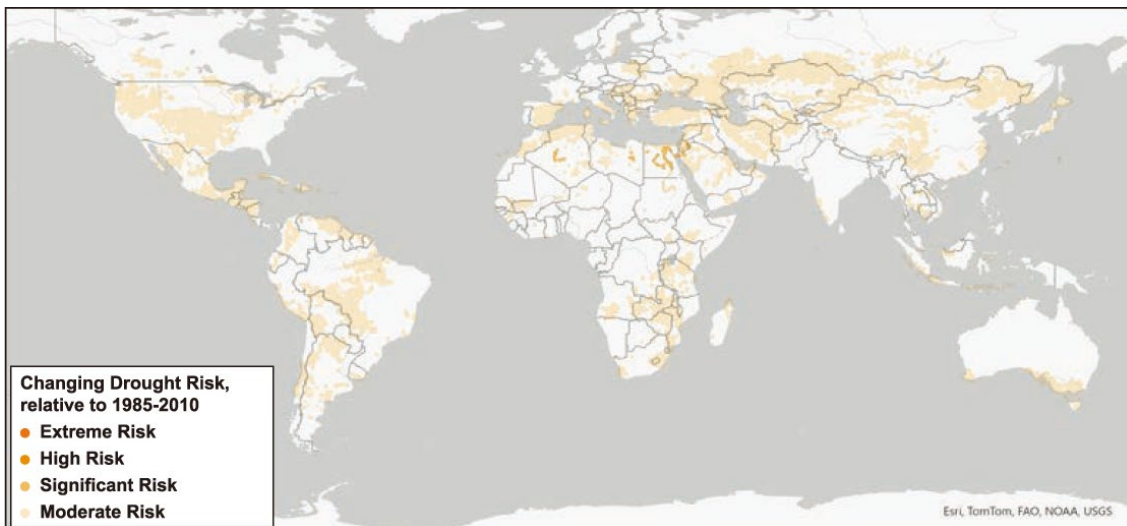 Changing Drought Risk,
relative to 1985-2010
Extreme Risk
High Risk
Significant Risk
Moderate Risk
Esri, TomTom, FAO, NOAA, USGS